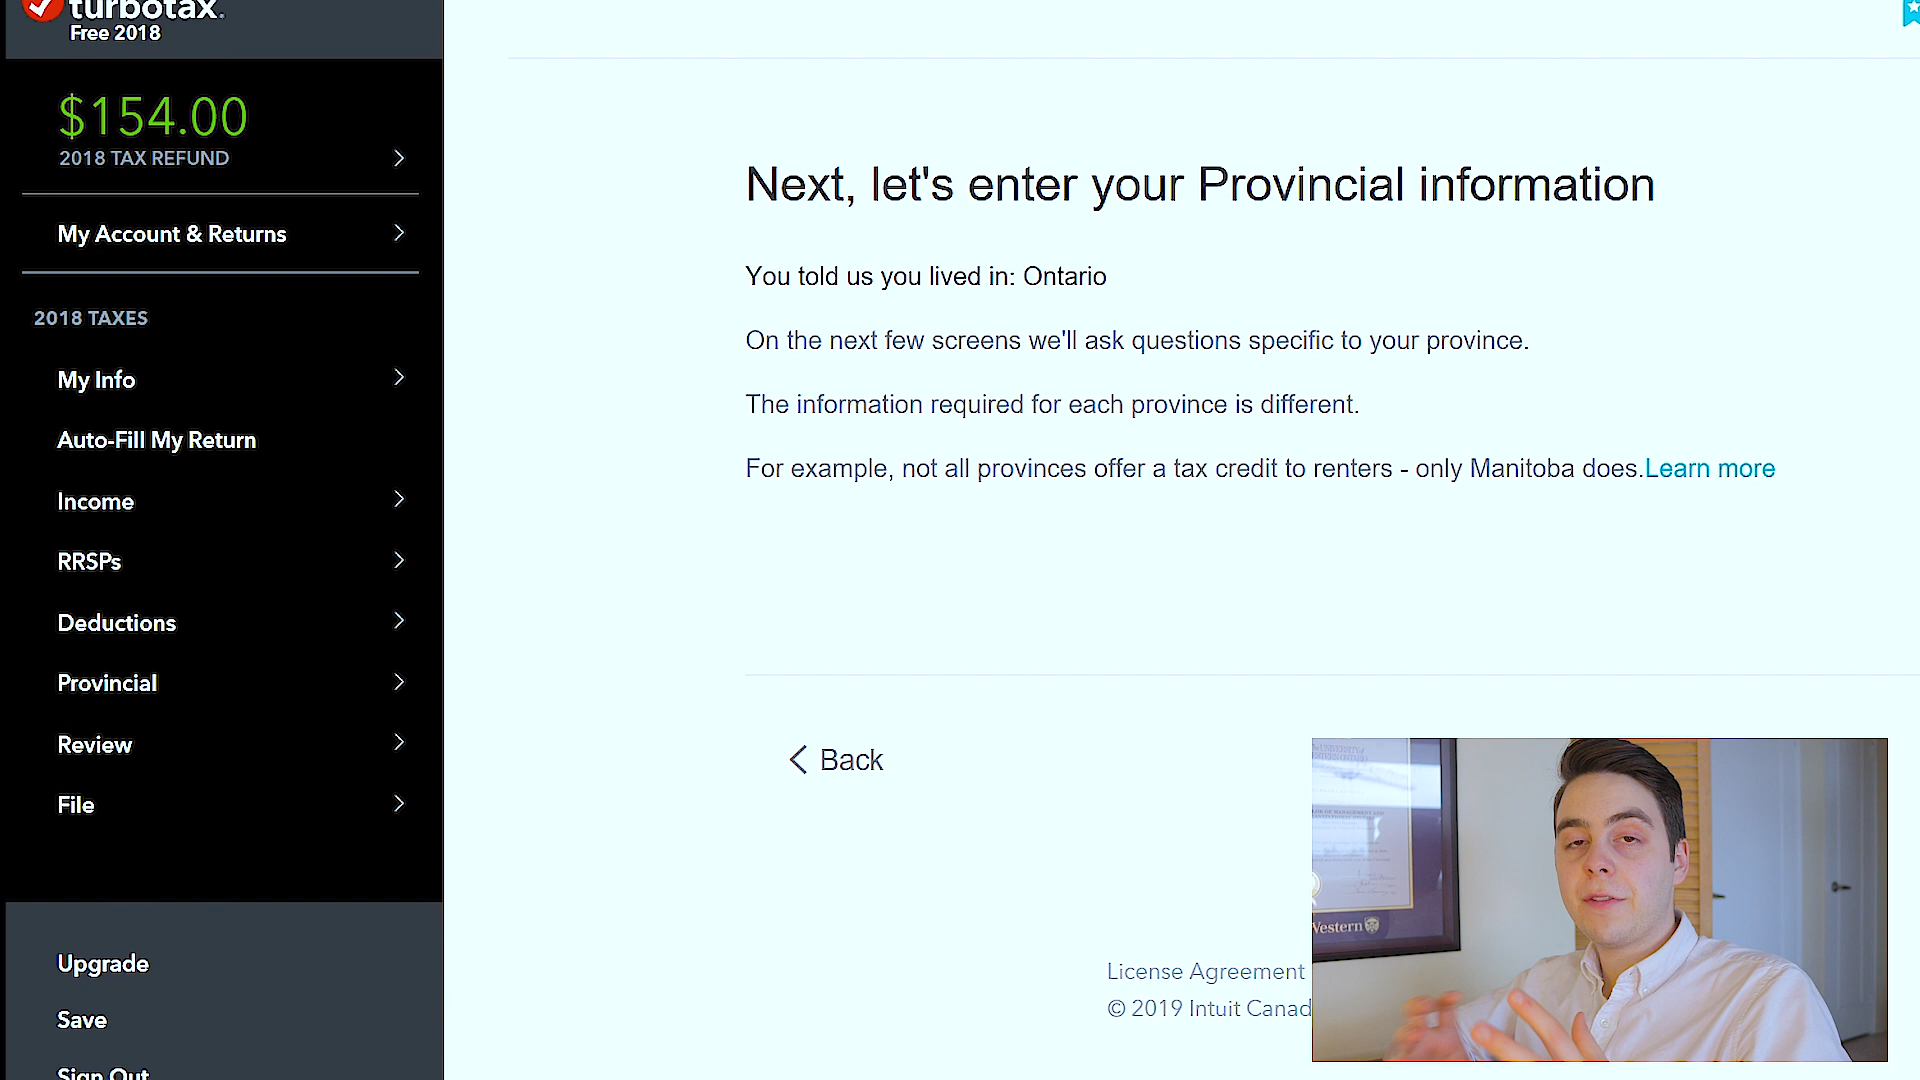 turbotax.
Free 2018
$154.00
2018 TAX REFUND
My Account & Returns
2018 TAXES
My Info
Auto-Fill My Return
Income
RRSPs
Deductions
Provincial
Review
File
Upgrade
Save
Sign Out
Next, let's enter your Provincial information
You told us you lived in: Ontario
On the next few screens we'll ask questions specific to your province.
The information required for each province is different.
For example, not all provinces offer a tax credit to renters - only Manitoba does.Learn more
Back
License Agreement
© 2019 Intuit Canad
Western